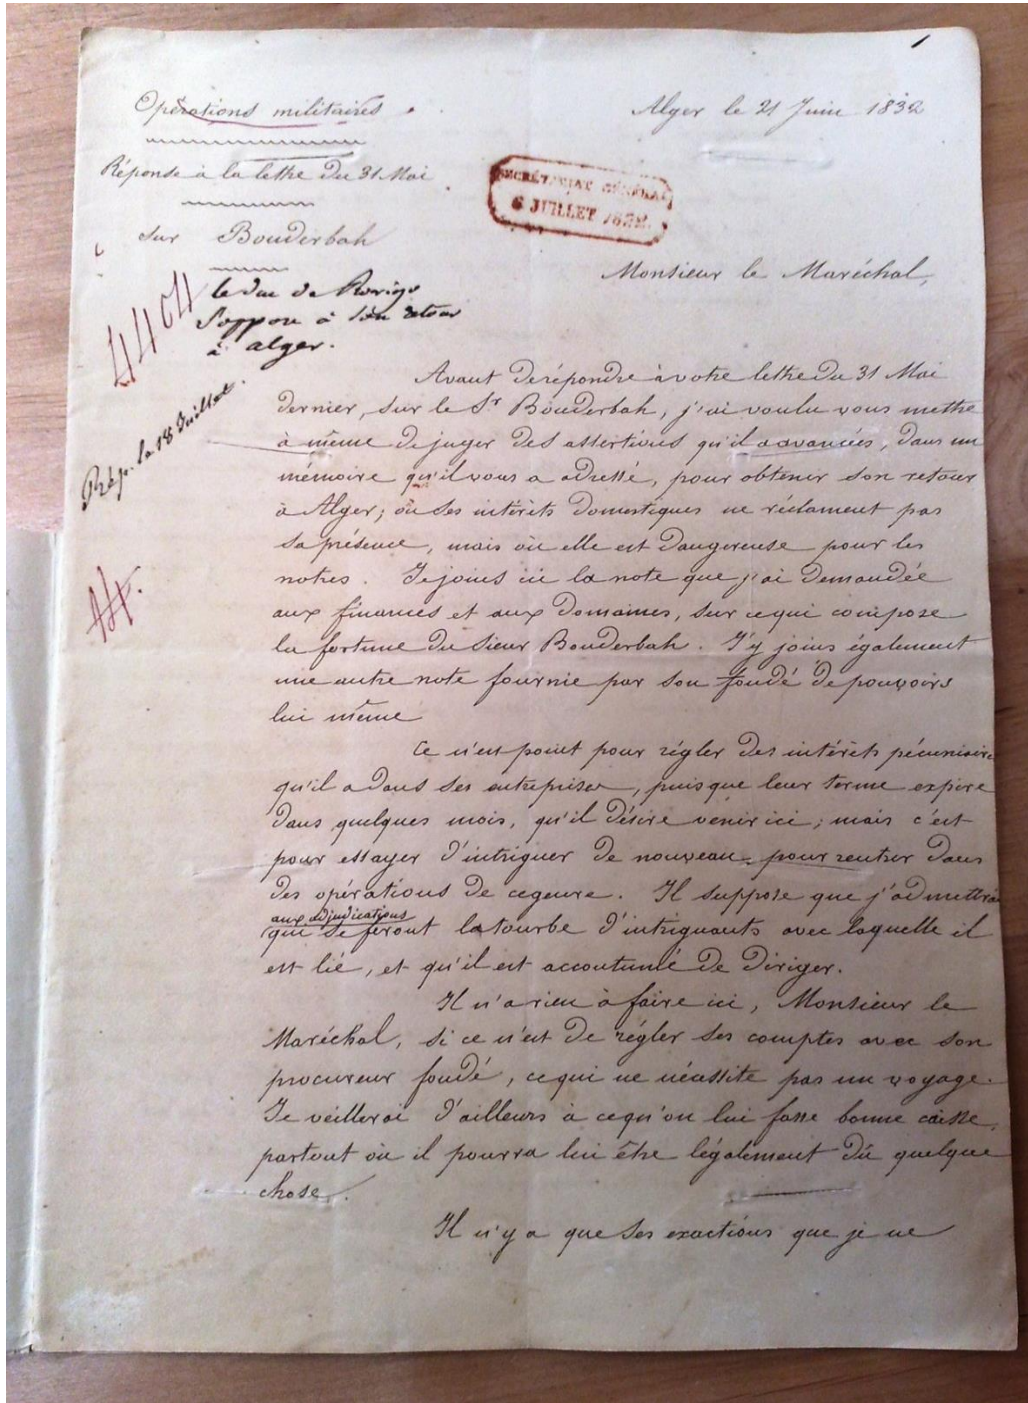 1
Opérations militaires
Alger le 21 Juin 1832
Réponse à la lettre du 31 Mai
SECRÉTARIAT GÉNÉRAL
6 JUILLET 1832
sur Bouderbah
Monsieur le Maréchal,
le duc de Rovigo
s'oppose à son retour
à alger.
4404
Rép. le 18 Juillet.
Avant de répondre à votre lettre du 31 Mai
dernier, sur le Sr Bouderbah, j'ai voulu vous mettre
à même de juger des assertions qu'il a avancées, dans un
mémoire qu'il vous a adressé, pour obtenir son retour
à Alger; où ses intérêts domestiques ne réclament pas
sa présence, mais où elle est dangereuse pour les
notres. Je joins ici la note que j'ai demandée
aux finances et aux domaines, sur ce qui compose
la fortune du sieur Bouderbah. J'y joins également
une autre note fournie par son fondé de pouvoirs
lui même
Ce n'est point pour régler des intérêts pécuniaire
qu'il a dans ses entreprises, puisque leur terme expire
dans quelques mois, qu'il désire venir ici; mais c'est
pour essayer d'intriguer de nouveau pour rentrer dans
des opérations de ce genre. Il suppose que j'admettrai
aux adjudications
qui se feront la tourbe d'intriguants avec laquelle il
est lié, et qu'il est accoutumé de diriger.
Il n'a rien à faire ici, Monsieur le
Maréchal, si ce n'est de régler ses comptes avec son
procureur fondé, ce qui ne nécessite pas un voyage.
Je veillerai d'ailleurs à ce qu'on lui fasse bonne
partout où il pourra lui être légalement dû quelque
chose.
Il n'y a que ses exactions que je ne